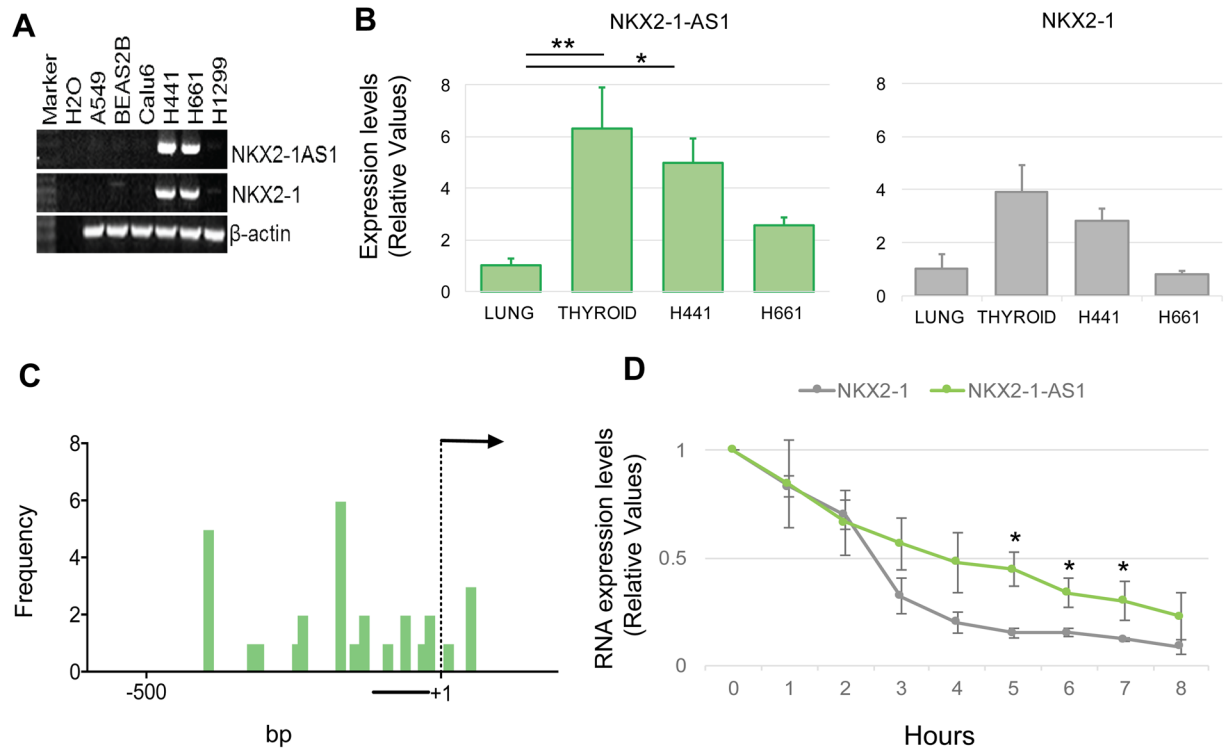 A
Marker
H2O
A549
BEAS2B
Calu6
H441
H661
H1299
NKX2-1AS1
NKX2-1
β-actin
B
NKX2-1-AS1
NKX2-1
Expression levels
(Relative Values)
**
*
8
6
4
2
0
LUNG THYROID H441 H661
8
6
4
2
0
LUNG THYROID H441 H661
C
Frequency
8
6
4
2
0
-500 +1
bp
D
NKX2-1 NKX2-1-AS1
RNA expression levels
(Relative Values)
1
0.5
0
* * *
0 1 2 3 4 5 6 7 8
Hours